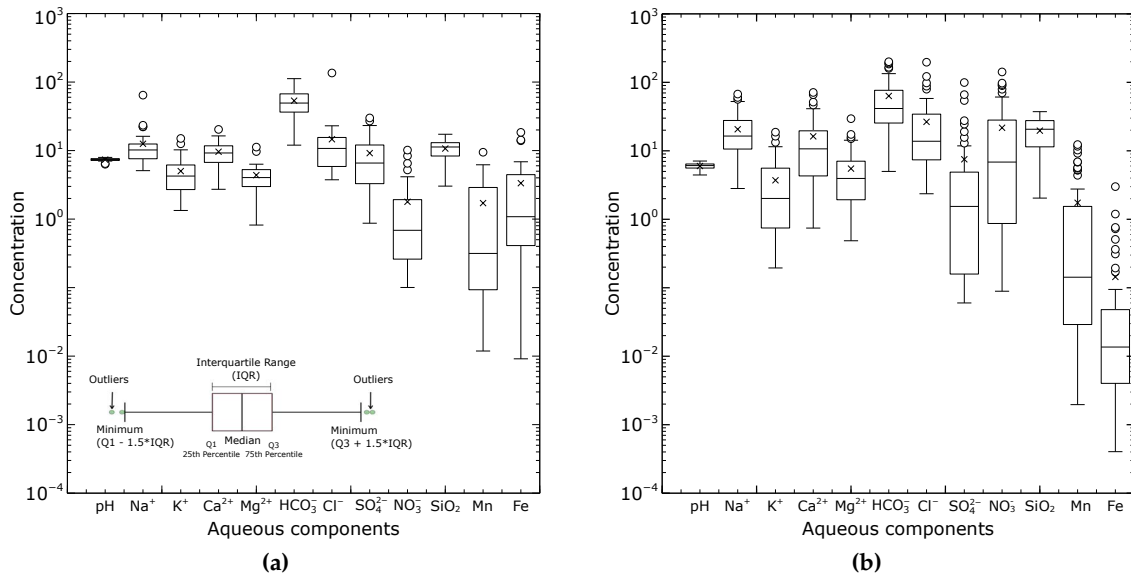 10³
10²
10¹
10⁰
10⁻²
10⁻³
10⁻⁴
Concentration
Interquartile Range
(IQR)
Outliers
Outliers
Minimum
(Q1 - 1.5*IQR)
Q1
Median
Q3
25th Percentile
75th Percentile
Minimum
(Q3 + 1.5*IQR)
pH Na⁺ K⁺ Ca²⁺ Mg²⁺ HCO₃⁻ Cl⁻ SO₄²⁻ NO₃⁻ SiO₂ Mn Fe
Aqueous components
(a)
10³
10²
10¹
10⁰
10⁻²
10⁻³
10⁻⁴
Concentration
pH Na⁺ K⁺ Ca²⁺ Mg²⁺ HCO₃⁻ Cl⁻ SO₄²⁻ NO₃⁻ SiO₂ Mn Fe
Aqueous components
(b)